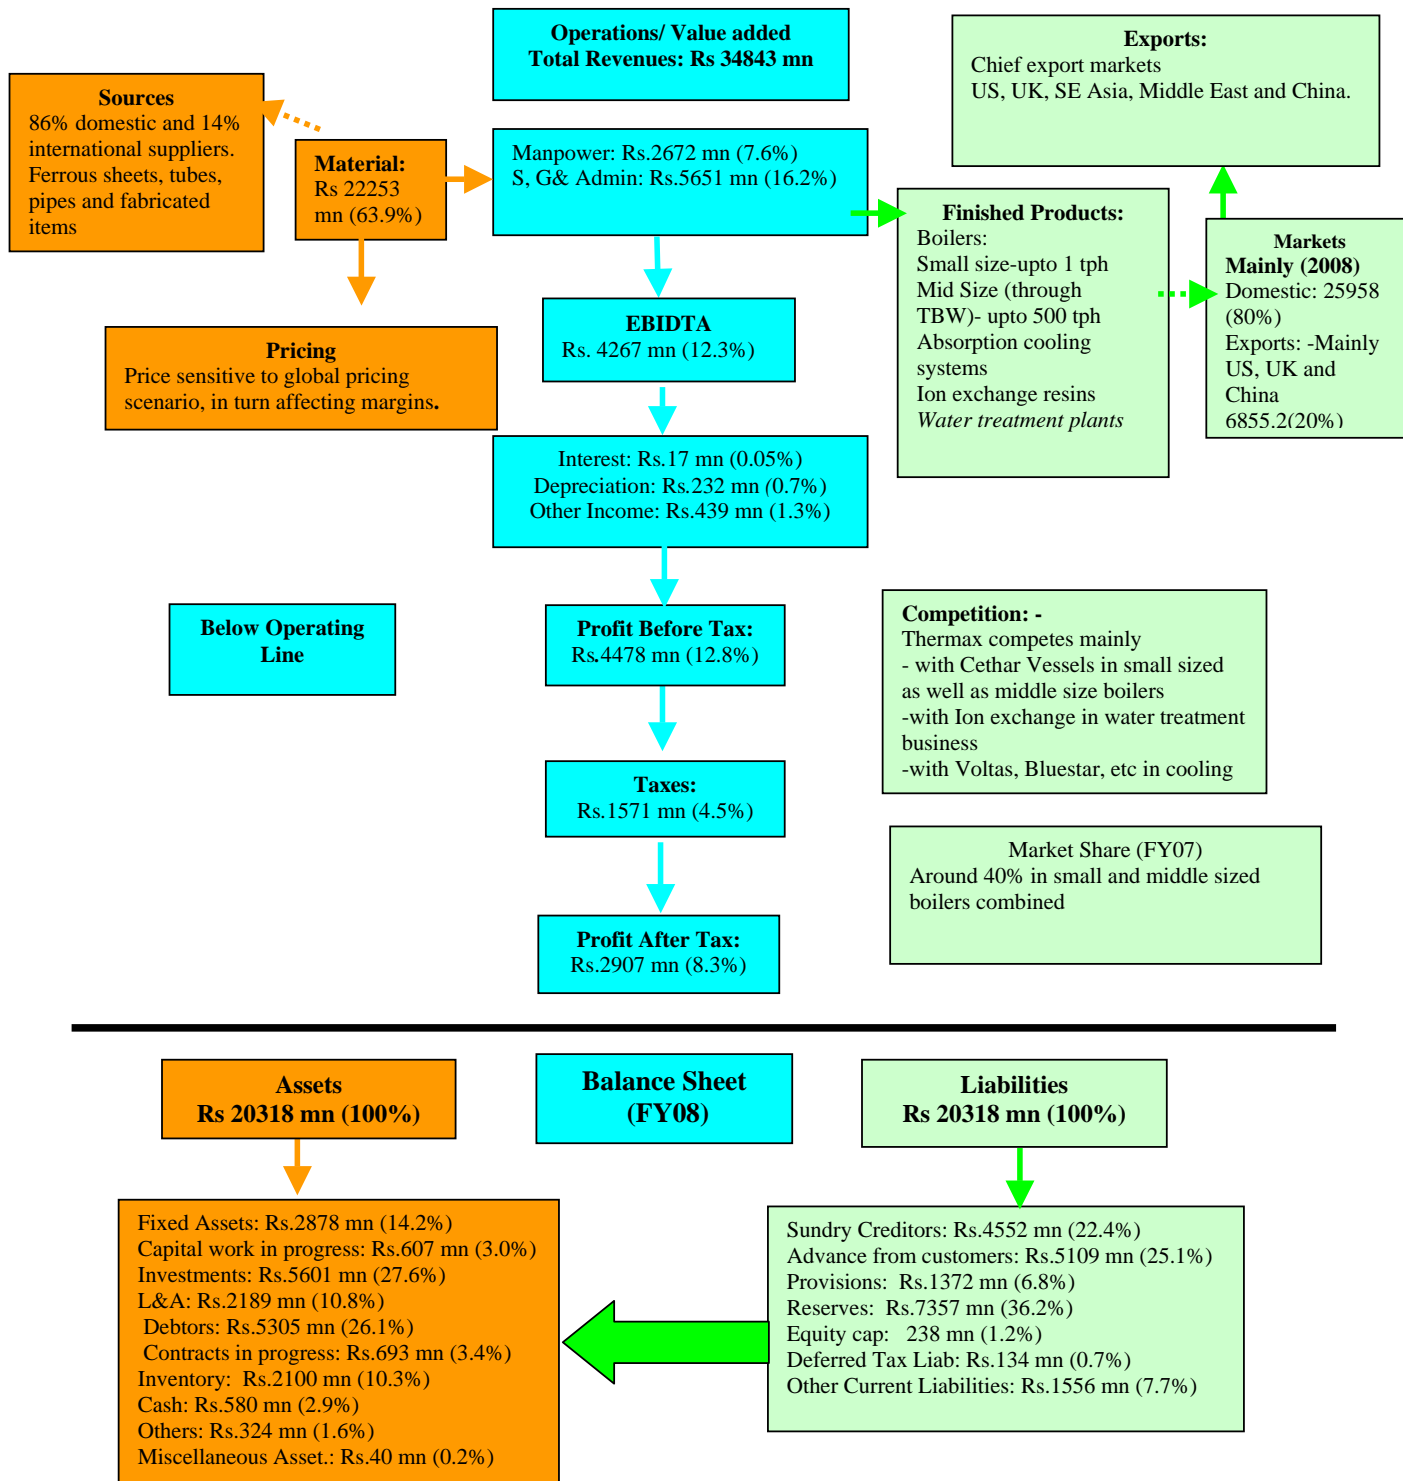 Operations/ Value added
Total Revenues: Rs 34843 mn
Exports:
Chief export markets
US, UK, SE Asia, Middle East and China.
Sources
86% domestic and 14%
international suppliers.
Ferrous sheets, tubes,
pipes and fabricated
items
Material:
Rs 22253
mn (63.9%)
Manpower: Rs.2672 mn (7.6%)
S, G& Admin: Rs.5651 mn (16.2%)
Finished Products:
Boilers:
Small size-upto 1 tph
Mid Size (through
TBW)- upto 500 tph
Absorption cooling
systems
Ion exchange resins
Water treatment plants
Markets
Mainly (2008)
Domestic: 25958
(80%)
Exports: -Mainly
US, UK and
China
6855.2(20%)
Pricing
Price sensitive to global pricing
scenario, in turn affecting margins.
EBIDTA
Rs. 4267 mn (12.3%)
Interest: Rs.17 mn (0.05%)
Depreciation: Rs.232 mn (0.7%)
Other Income: Rs.439 mn (1.3%)
Below Operating
Line
Profit Before Tax:
Rs.4478 mn (12.8%)
Competition: -
Thermax competes mainly
- with Cethar Vessels in small sized
as well as middle size boilers
-with Ion exchange in water treatment
business
-with Voltas, Bluestar, etc in cooling
Taxes:
Rs.1571 mn (4.5%)
Market Share (FY07)
Around 40% in small and middle sized
boilers combined
Profit After Tax:
Rs.2907 mn (8.3%)
Assets
Rs 20318 mn (100%)
Balance Sheet
(FY08)
Liabilities
Rs 20318 mn (100%)
Fixed Assets: Rs.2878 mn (14.2%)
Capital work in progress: Rs.607 mn (3.0%)
Investments: Rs.5601 mn (27.6%)
L&A: Rs.2189 mn (10.8%)
Debtors: Rs.5305 mn (26.1%)
Contracts in progress: Rs.693 mn (3.4%)
Inventory: Rs.2100 mn (10.3%)
Cash: Rs.580 mn (2.9%)
Others: Rs.324 mn (1.6%)
Miscellaneous Asset.: Rs.40 mn (0.2%)
Sundry Creditors: Rs.4552 mn (22.4%)
Advance from customers: Rs.5109 mn (25.1%)
Provisions: Rs.1372 mn (6.8%)
Reserves: Rs.7357 mn (36.2%)
Equity cap: 238 mn (1.2%)
Deferred Tax Liab: Rs.134 mn (0.7%)
Other Current Liabilities: Rs.1556 mn (7.7%)